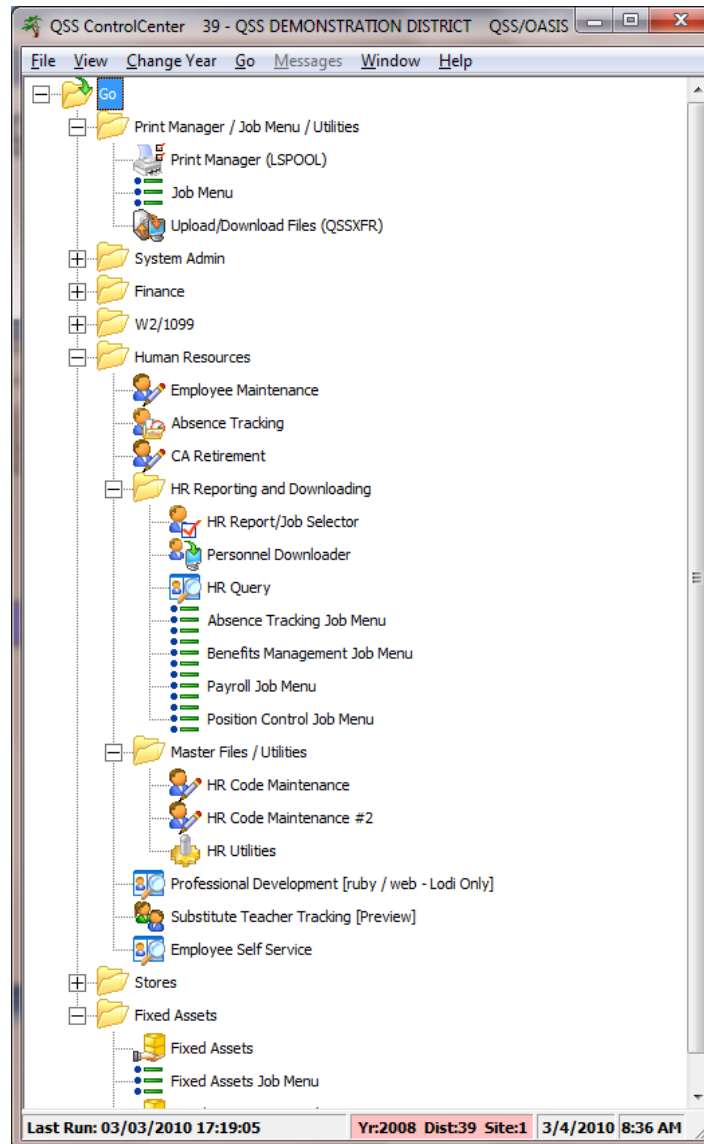 QSS ControlCenter 39 - QSS DEMONSTRATION DISTRICT QSS/OASIS
File View Change Year Go Messages Window Help
Go
Print Manager / Job Menu / Utilities
Print Manager (LSPOOL)
Job Menu
Upload/Download Files (QSSXFR)
System Admin
Finance
W2/1099
Human Resources
Employee Maintenance
Absence Tracking
CA Retirement
HR Reporting and Downloading
HR Report/Job Selector
Personnel Downloader
HR Query
Absence Tracking Job Menu
Benefits Management Job Menu
Payroll Job Menu
Position Control Job Menu
Master Files / Utilities
HR Code Maintenance
HR Code Maintenance #2
HR Utilities
Professional Development [ruby / web - Lodi Only]
Substitute Teacher Tracking [Preview]
Employee Self Service
Stores
Fixed Assets
Fixed Assets
Fixed Assets Job Menu
Last Run: 03/03/2010 17:19:05 Yr:2008 Dist:39 Site:1 3/4/2010 8:36 AM